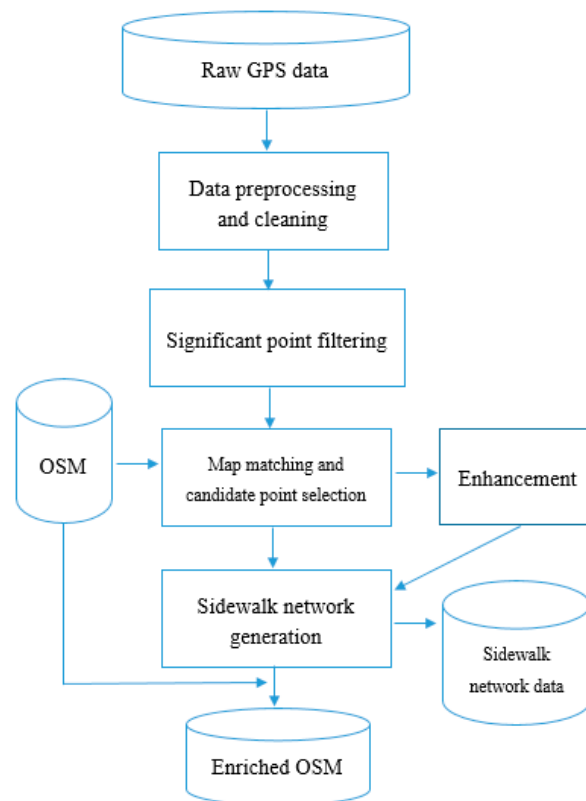 Raw GPS data
Data preprocessing
and cleaning
Significant point filtering
OSM
Map matching and
candidate point selection
Enhancement
Sidewalk network
generation
Sidewalk
network data
Enriched OSM